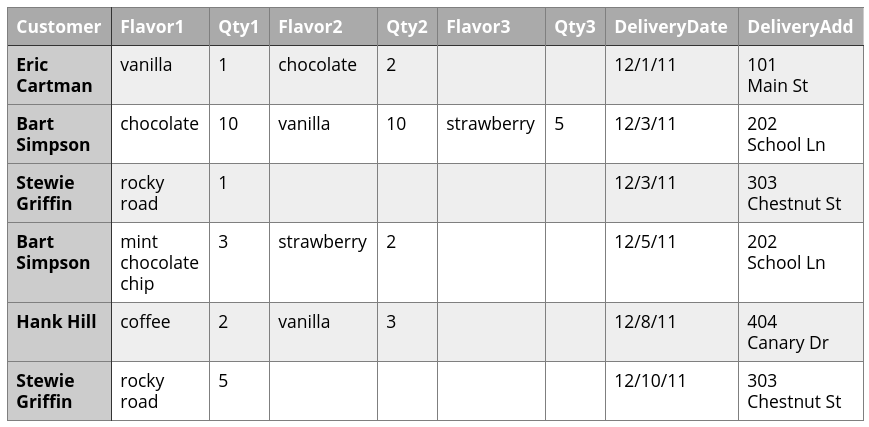 Customer Flavor1 Qty1 Flavor2 Qty2 Flavor3 Qty3 DeliveryDate DeliveryAdd
Eric vanilla 1 chocolate 2 12/1/11 101
Cartman Main St
Bart chocolate 10 vanilla 10 strawberry 5 12/3/11 202
Simpson School Ln
Stewie rocky 1 12/3/11 303
Griffin road Chestnut St
Bart mint 3 strawberry 2 12/5/11 202
Simpson chocolate School Ln
chip
Hank Hill coffee 2 vanilla 3 12/8/11 404
Canary Dr
Stewie rocky 5 12/10/11 303
Griffin road Chestnut St